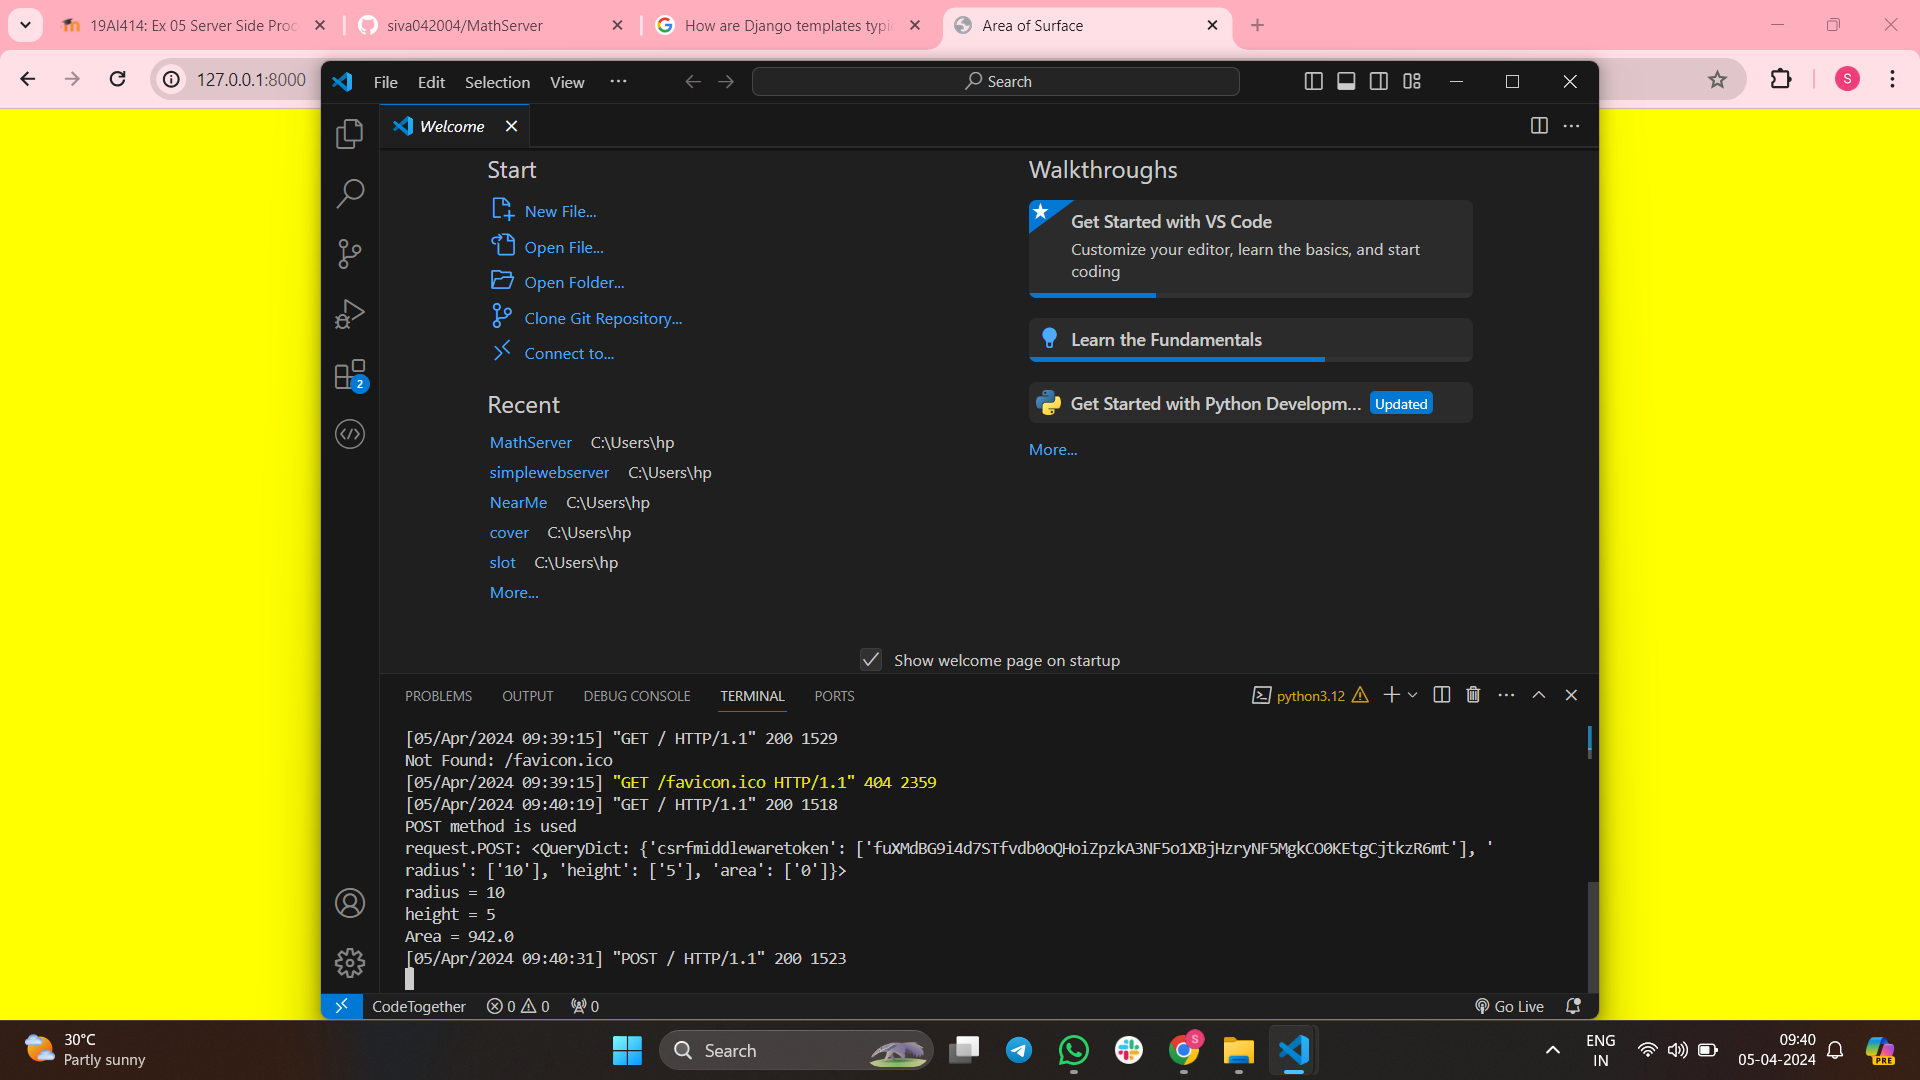 19AI414: Ex 05 Server Side Proc
siva042004/MathServer
How are Django templates typi
Area of Surface
127.0.0.1:8000
S
File Edit Selection View
Search
Welcome
Start
New File...
Open File...
Open Folder...
Clone Git Repository...
Connect to...
Recent
MathServer C:\Users\hp
simplewebserver C:\Users\hp
NearMe C:\Users\hp
cover C:\Users\hp
slot C:\Users\hp
More...
Walkthroughs
Get Started with VS Code
Customize your editor, learn the basics, and start
coding
Learn the Fundamentals
Get Started with Python Developm... Updated
More...
2
Show welcome page on startup
PROBLEMS OUTPUT DEBUG CONSOLE TERMINAL PORTS
python3.12
[05/Apr/2024 09:39:15] "GET / HTTP/1.1" 200 1529
Not Found: /favicon.ico
[05/Apr/2024 09:39:15] "GET /favicon.ico HTTP/1.1" 404 2359
[05/Apr/2024 09:40:19] "GET / HTTP/1.1" 200 1518
POST method is used
request.POST: <QueryDict: {'csrfmiddlewaretoken': ['fuXMdBG9i4d7STfvdb0oQHoiZpzkA3NF5o1XBjHzryNF5MgkCO0KEtgCjtkzR6mt'], '
radius': ['10'], 'height': ['5'], 'area': ['0']}>
radius = 10
height = 5
Area = 942.0
[05/Apr/2024 09:40:31] "POST / HTTP/1.1" 200 1523
CodeTogether 0 0 0
Go Live
30°C
Partly sunny
Search
S
ENG
IN
09:40
05-04-2024
PRE